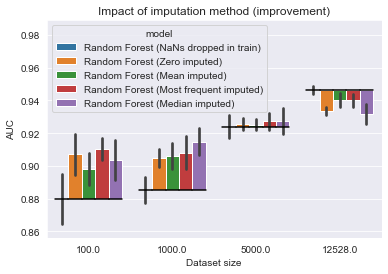 Impact of imputation method (improvement)
model
Random Forest (NaNs dropped in train)
Random Forest (Zero imputed)
Random Forest (Mean imputed)
Random Forest (Most frequent imputed)
Random Forest (Median imputed)
0.98
0.96
0.94
0.92
0.90
0.88
0.86
AUC
100.0 1000.0 5000.0 12528.0
Dataset size